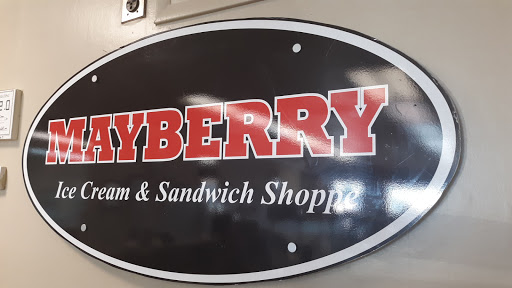 MAYBERRY
Ice Cream & Sandwich Shoppe